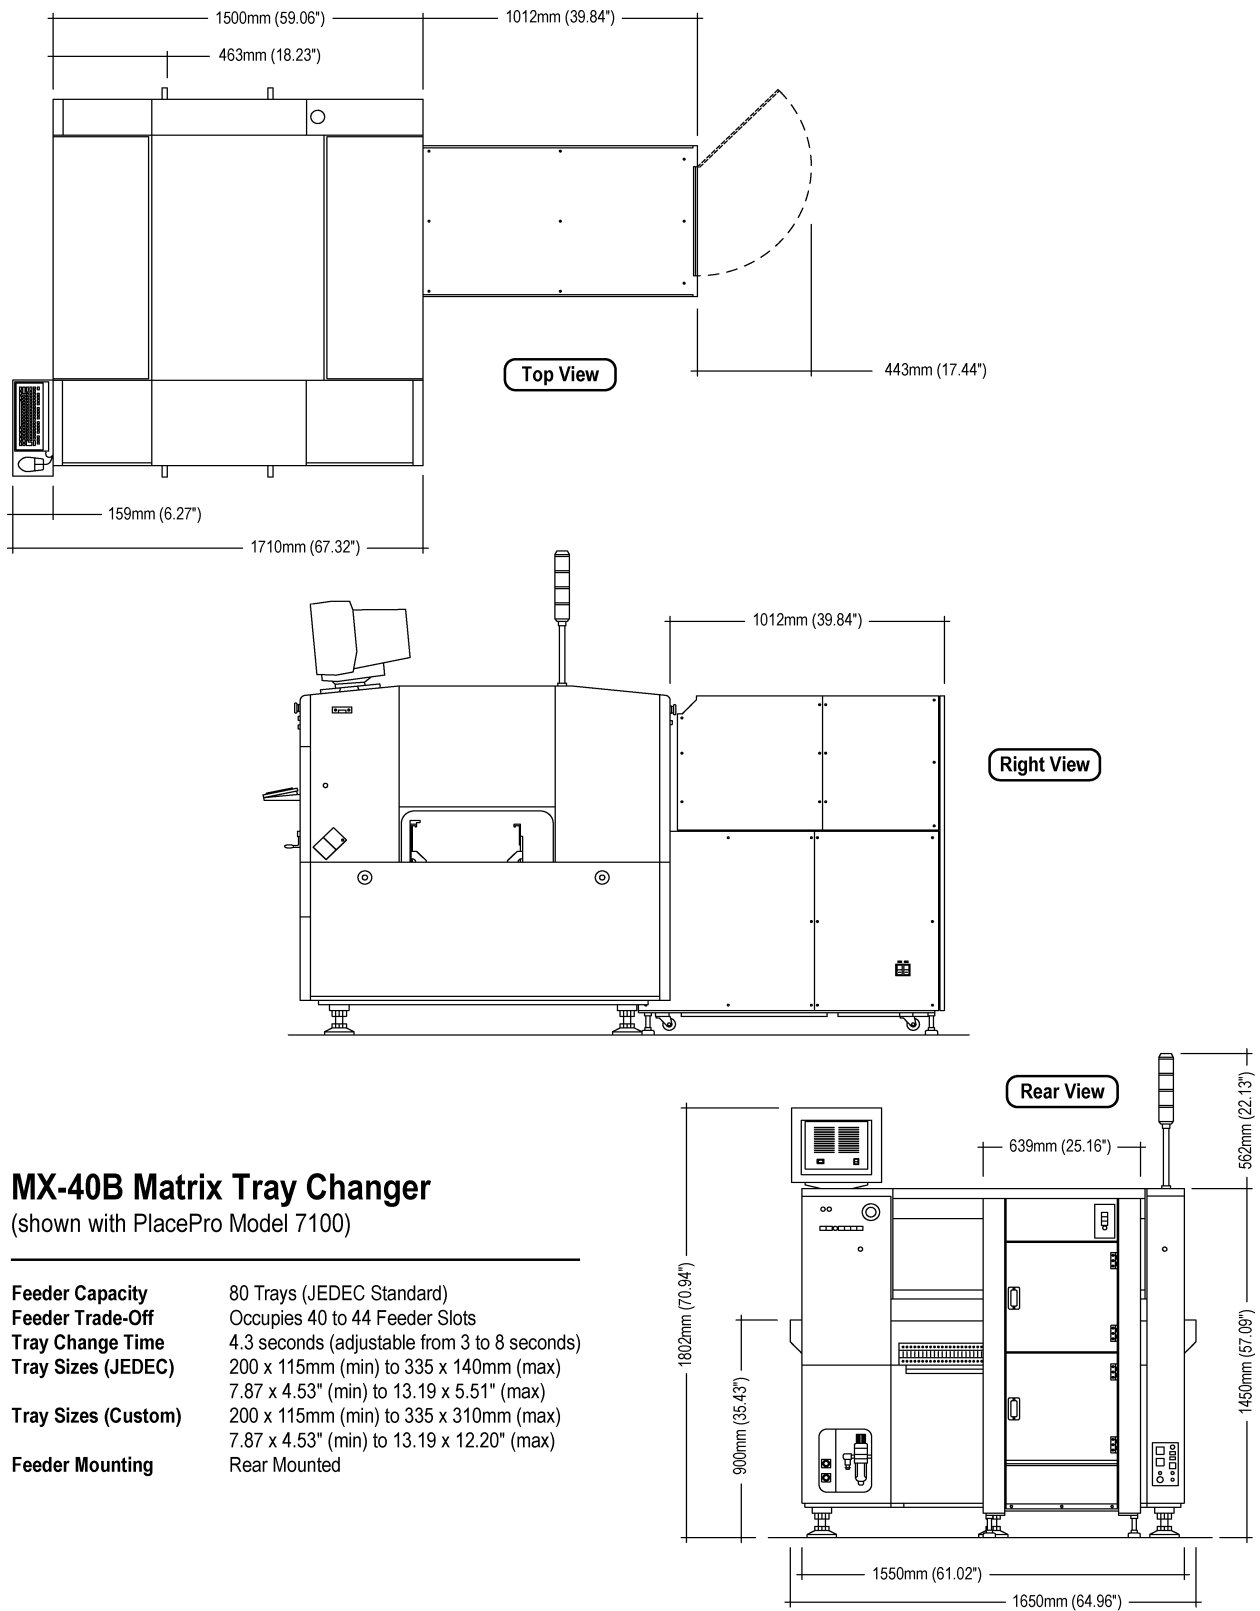 1500mm (59.06")
1012mm (39.84")
463mm (18.23")
Top View
443mm (17.44")
159mm (6.27")
1710mm (67.32")
1012mm (39.84")
Right View
Rear View
562mm (22.13")
639mm (25.16")
MX-40B Matrix Tray Changer
(shown with PlacePro Model 7100)
1802mm (70.94")
1450mm (57.09")
900mm (35.43")
Feeder Capacity 80 Trays (JEDEC Standard)
Feeder Trade-Off Occupies 40 to 44 Feeder Slots
Tray Change Time 4.3 seconds (adjustable from 3 to 8 seconds)
Tray Sizes (JEDEC) 200 x 115mm (min) to 335 x 140mm (max)
7.87 x 4.53" (min) to 13.19 x 5.51" (max)
Tray Sizes (Custom) 200 x 115mm (min) to 335 x 310mm (max)
7.87 x 4.53" (min) to 13.19 x 12.20" (max)
Feeder Mounting Rear Mounted
1550mm (61.02")
1650mm (64.96")